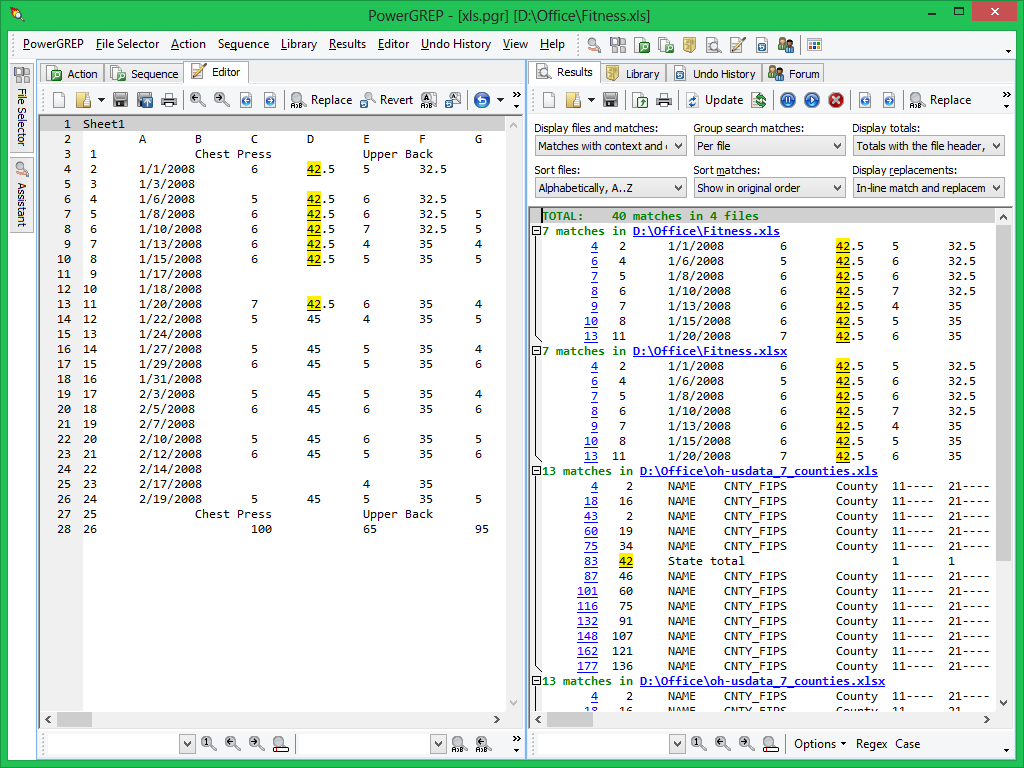 PowerGREP - [xls.pgr] [D:\Office\Fitness.xls]
PowerGREP File Selector Action Sequence Library Results Editor Undo History View Help
File Selector
Assistant
Action Sequence Editor
Replace Revert
1 Sheet1
2 A B C D E F G
3 1 Chest Press Upper Back
4 2 1/1/2008 6 42.5 5 32.5
5 3 1/3/2008
6 4 1/6/2008 5 42.5 6 32.5
7 5 1/8/2008 6 42.5 6 32.5 5
8 6 1/10/2008 6 42.5 7 32.5 5
9 7 1/13/2008 6 42.5 4 35 4
10 8 1/15/2008 6 42.5 5 35 5
11 9 1/17/2008
12 10 1/18/2008
13 11 1/20/2008 7 42.5 6 35 4
14 12 1/22/2008 5 45 4 35 5
15 13 1/24/2008
16 14 1/27/2008 5 45 5 35 4
17 15 1/29/2008 6 45 5 35 6
18 16 1/31/2008
19 17 2/3/2008 5 45 5 35 4
20 18 2/5/2008 6 45 6 35 6
21 19 2/7/2008
22 20 2/10/2008 5 45 6 35 5
23 21 2/12/2008 6 45 5 35 6
24 22 2/14/2008
25 23 2/17/2008 4 35
26 24 2/19/2008 5 45 5 35 5
27 25 Chest Press Upper Back
28 26 100 65 95
Results Library Undo History Forum
Update Replace
Display files and matches: Group search matches: Display totals:
Matches with context and Per file Totals with the file header,
Sort files: Sort matches: Display replacements:
Alphabetically, A..Z Show in original order In-line match and replacem
TOTAL: 40 matches in 4 files
7 matches in D:\Office\Fitness.xls
4 2 1/1/2008 6 42.5 5 32.5
6 4 1/6/2008 5 42.5 6 32.5
7 5 1/8/2008 6 42.5 6 32.5
8 6 1/10/2008 6 42.5 7 32.5
9 7 1/13/2008 6 42.5 4 35
10 8 1/15/2008 6 42.5 5 35
13 11 1/20/2008 7 42.5 6 35
7 matches in D:\Office\Fitness.xlsx
4 2 1/1/2008 6 42.5 5 32.5
6 4 1/6/2008 5 42.5 6 32.5
7 5 1/8/2008 6 42.5 6 32.5
8 6 1/10/2008 6 42.5 7 32.5
9 7 1/13/2008 6 42.5 4 35
10 8 1/15/2008 6 42.5 5 35
13 11 1/20/2008 7 42.5 6 35
13 matches in D:\Office\oh-usdata_7_counties.xls
4 2 NAME CNTY_FIPS County 11---- 21----
18 16 NAME CNTY_FIPS County 11---- 21----
43 2 NAME CNTY_FIPS County 11---- 21----
60 19 NAME CNTY_FIPS County 11---- 21----
75 34 NAME CNTY_FIPS County 11---- 21----
83 42 State total 1 1
87 46 NAME CNTY_FIPS County 11---- 21----
101 60 NAME CNTY_FIPS County 11---- 21----
116 75 NAME CNTY_FIPS County 11---- 21----
132 91 NAME CNTY_FIPS County 11---- 21----
148 107 NAME CNTY_FIPS County 11---- 21----
162 121 NAME CNTY_FIPS County 11---- 21----
177 136 NAME CNTY_FIPS County 11---- 21----
13 matches in D:\Office\oh-usdata_7_counties.xlsx
4 2 NAME CNTY_FIPS County 11---- 21----
18 16 NAME CNTY_FIPS County 11---- 21----
Options Regex Case